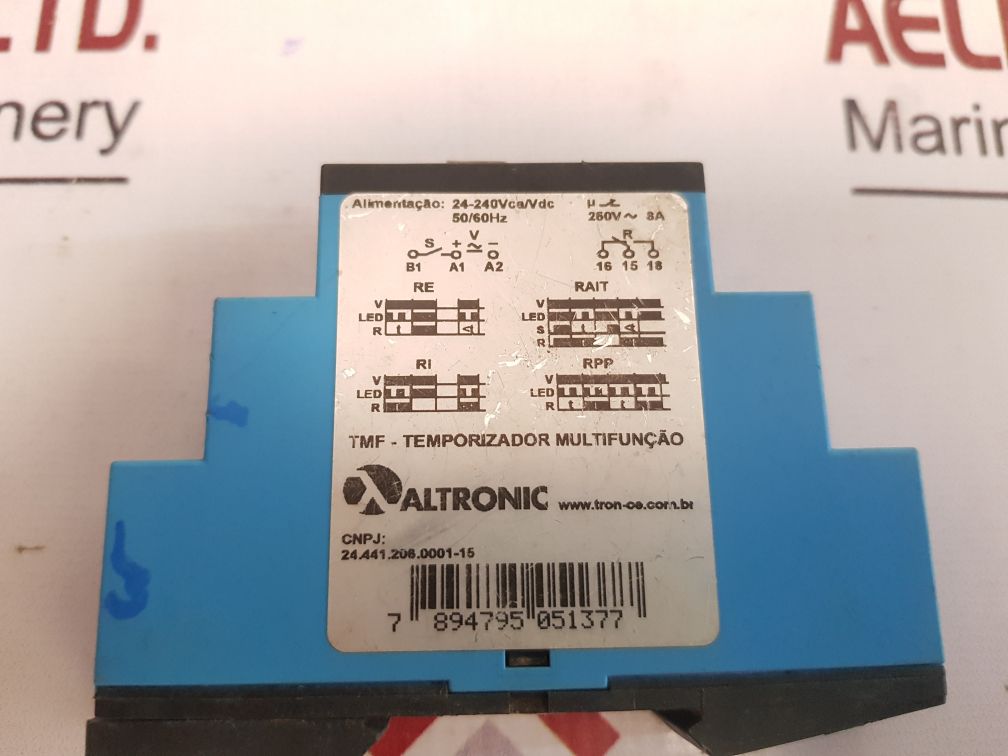 LTD.
AEL
nery
Marin
Alimentação: 24-240Vca/Vdc
50/60Hz
µ
250V~ 8A
S + V −
B1 A1 A2
R
16 15 18
RE
V
LED
R t
RAIT
V
LED
S t
R
RI
V
LED
R
RPP
V
LED
R t t
TMF - TEMPORIZADOR MULTIFUNÇÃO
ALTRONIC www.tron-ce.com.br
CNPJ:
24.441.206.0001-15
7 894795 051377